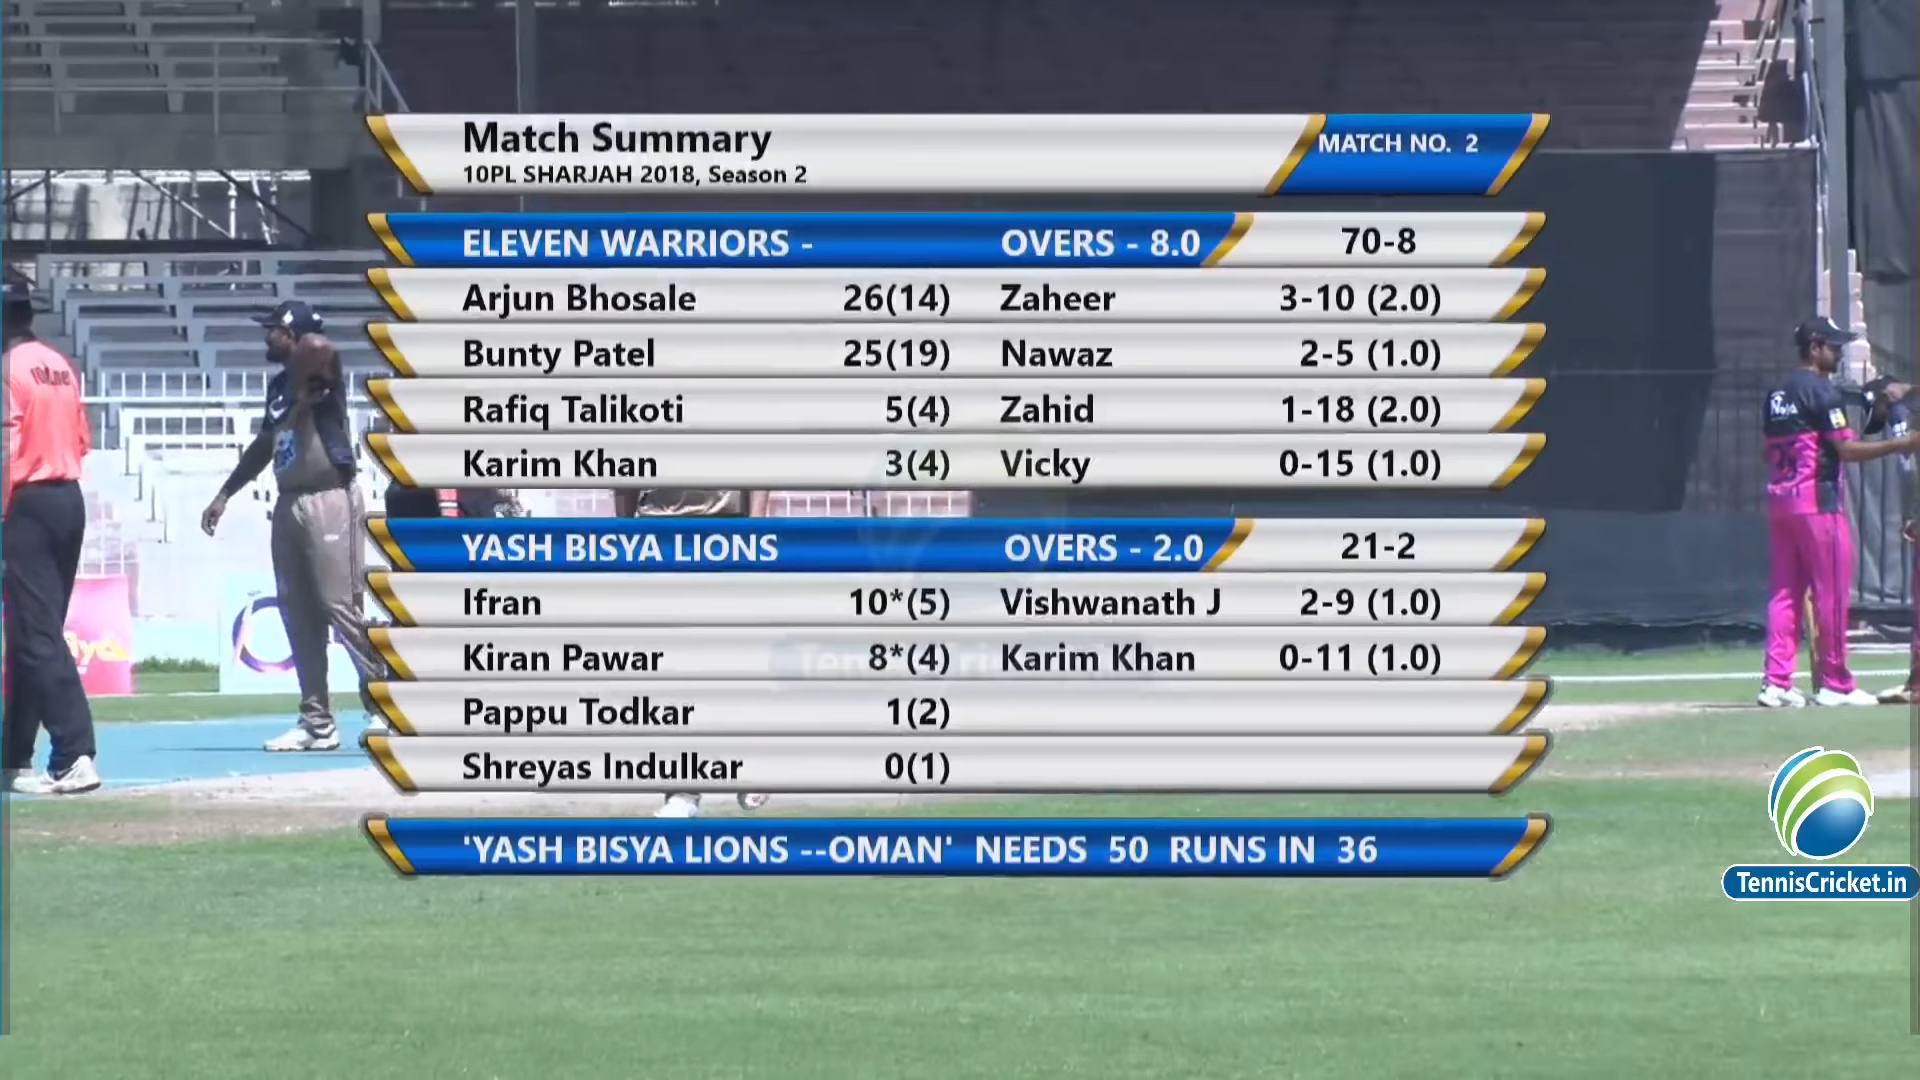 Match Summary
10PL SHARJAH 2018, Season 2
MATCH NO. 2
ELEVEN WARRIORS - OVERS - 8.0 70-8
Arjun Bhosale 26(14) Zaheer 3-10 (2.0)
Bunty Patel 25(19) Nawaz 2-5 (1.0)
Rafiq Talikoti 5(4) Zahid 1-18 (2.0)
Karim Khan 3(4) Vicky 0-15 (1.0)
YASH BISYA LIONS OVERS - 2.0 21-2
Ifran 10*(5) Vishwanath J 2-9 (1.0)
Kiran Pawar 8*(4) Karim Khan 0-11 (1.0)
Pappu Todkar 1(2)
Shreyas Indulkar 0(1)
'YASH BISYA LIONS --OMAN' NEEDS 50 RUNS IN 36
TennisCricket.in